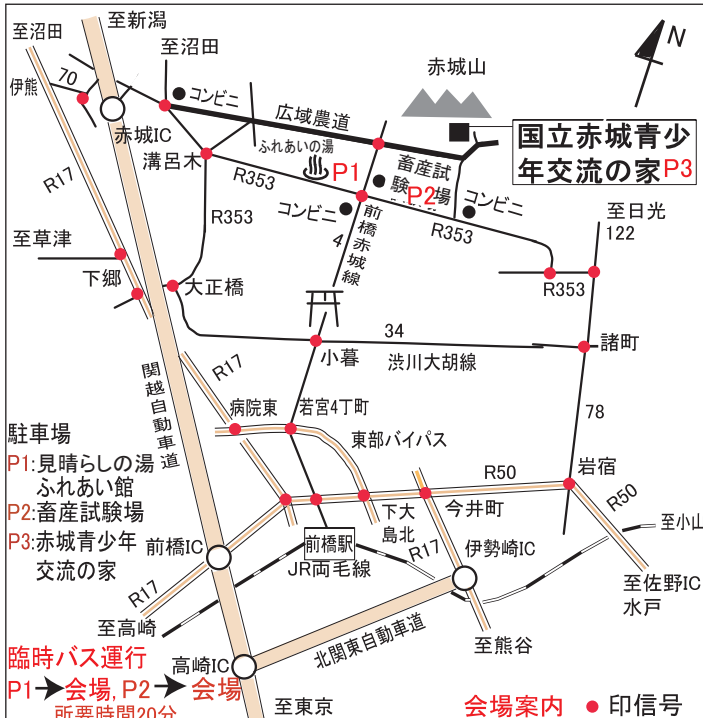 至新潟
至沼田
至沼田
70
伊熊
コンビニ
赤城山
N
広域農道
赤城IC
国立赤城青少
年交流の家P3
溝呂木
ふれあいの湯
P1
畜産試験場
P2
R353
コンビニ
コンビニ
R17
R353
R353
至日光
122
至草津
4
前橋赤城線
下郷
大正橋
R353
34
小暮
渋川大胡線
諸町
関越自動車道
R17
病院東
若宮4丁町
78
東部バイパス
駐車場
P1:見晴らしの湯
ふれあい館
P2:畜産試験場
P3:赤城青少年
交流の家
R50
岩宿
R50
下大
島北
今井町
至小山
前橋IC
前橋駅
R17
伊勢崎IC
JR両毛線
R17
至佐野IC
水戸
至高崎
北関東自動車道
至熊谷
臨時バス運行
高崎IC
P1→会場,P2→会場
所要時間20分
至東京
会場案内 ●印信号